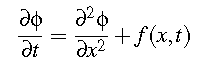 ∂ϕ/∂t = ∂²ϕ/∂x² + f(x,t)